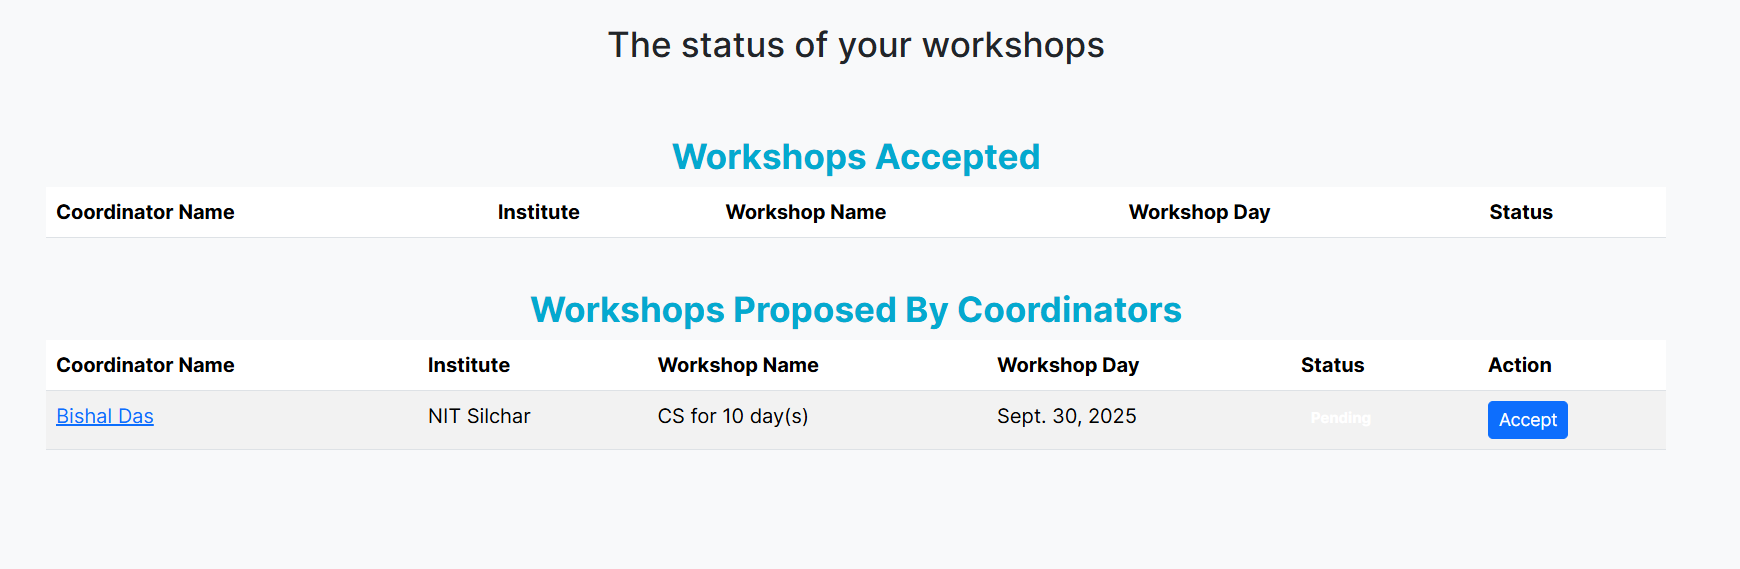 The status of your workshops
Workshops Accepted
Coordinator Name Institute Workshop Name Workshop Day Status
Workshops Proposed By Coordinators
Coordinator Name Institute Workshop Name Workshop Day Status Action
Bishal Das NIT Silchar CS for 10 day(s) Sept. 30, 2025 Pending Accept